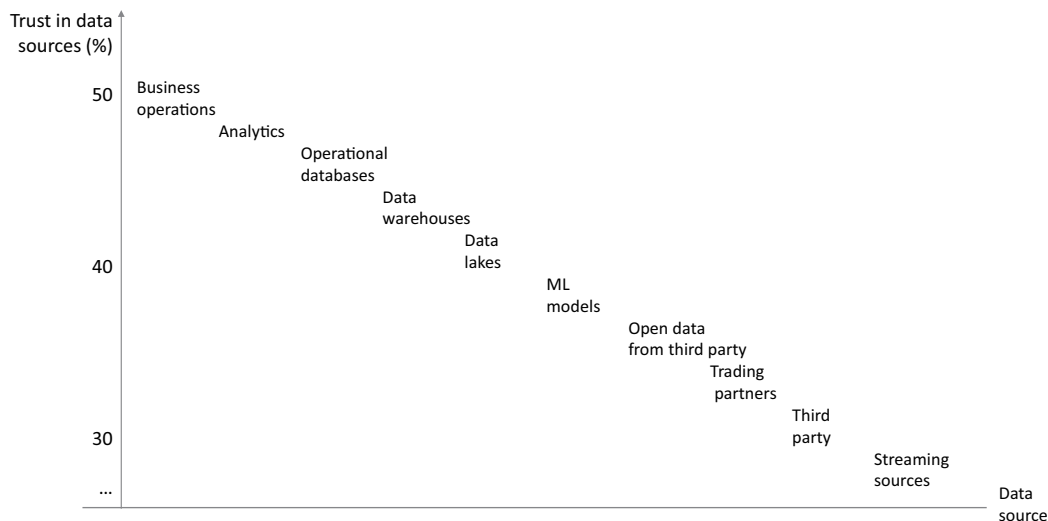 Trust in data
sources (%)
50
Business
operations
Analytics
Operational
databases
Data
warehouses
Data
lakes
40
ML
models
Open data
from third party
Trading
partners
Third
party
30
Streaming
sources
...
Data
source